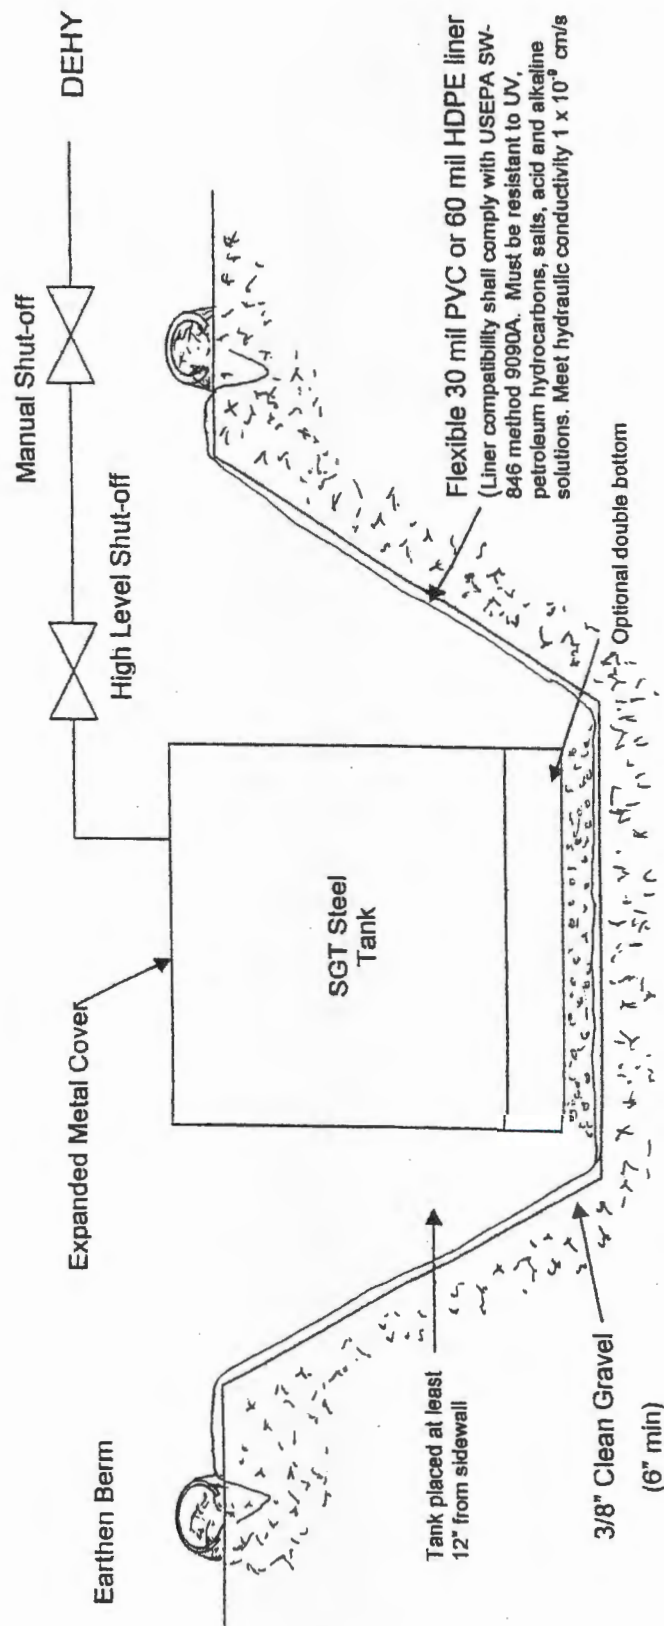 DEHY
Manual Shut-off
High Level Shut-off
Expanded Metal Cover
Earthen Berm
SGT Steel
Tank
Tank placed at least
12" from sidewall
3/8" Clean Gravel
(6" min)
Flexible 30 mil PVC or 60 mil HDPE liner
(Liner compatibility shall comply with USEPA SW-
846 method 9090A. Must be resistant to UV,
petroleum hydrocarbons, salts, acid and alkaline
solutions. Meet hydraulic conductivity 1 x 10⁻⁹ cm/s
Optional double bottom